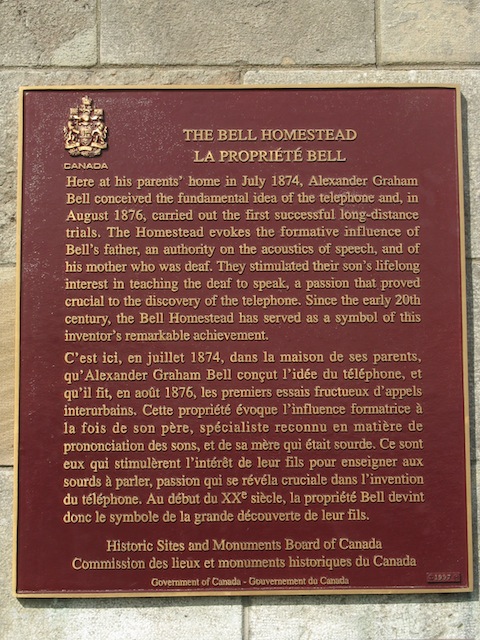 CANADA
THE BELL HOMESTEAD
LA PROPRIÉTÉ BELL
Here at his parents' home in July 1874, Alexander Graham
Bell conceived the fundamental idea of the telephone and, in
August 1876, carried out the first successful long-distance
trials. The Homestead evokes the formative influence of
Bell's father, an authority on the acoustics of speech, and of
his mother who was deaf. They stimulated their son's lifelong
interest in teaching the deaf to speak, a passion that proved
crucial to the discovery of the telephone. Since the early 20th
century, the Bell Homestead has served as a symbol of this
inventor's remarkable achievement.
C'est ici, en juillet 1874, dans la maison de ses parents,
qu'Alexander Graham Bell conçut l'idée du téléphone, et
qu'il fit, en août 1876, les premiers essais fructueux d'appels
interurbains. Cette propriété évoque l'influence formatrice à
la fois de son père, spécialiste reconnu en matière de
prononciation des sons, et de sa mère qui était sourde. Ce sont
eux qui stimulèrent l'intérêt de leur fils pour enseigner aux
sourds à parler, passion qui se révéla cruciale dans l'invention
du téléphone. Au début du XXe siècle, la propriété Bell devint
donc le symbole de la grande découverte de leur fils.
Historic Sites and Monuments Board of Canada
Commission des lieux et monuments historiques du Canada
Government of Canada - Gouvernement du Canada
1997